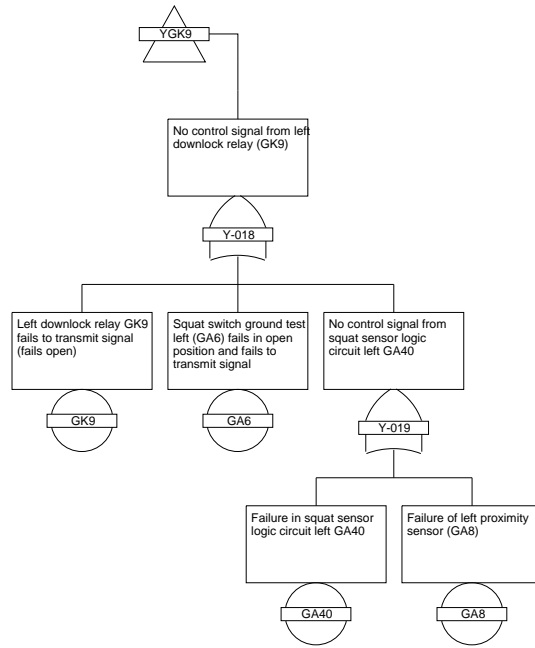 YGK9
No control signal from left
downlock relay (GK9)
Y-018
Left downlock relay GK9
fails to transmit signal
(fails open)
Squat switch ground test
left (GA6) fails in open
position and fails to
transmit signal
No control signal from
squat sensor logic
circuit left GA40
GK9
GA6
Y-019
Failure in squat sensor
logic circuit left GA40
Failure of left proximity
sensor (GA8)
GA40
GA8